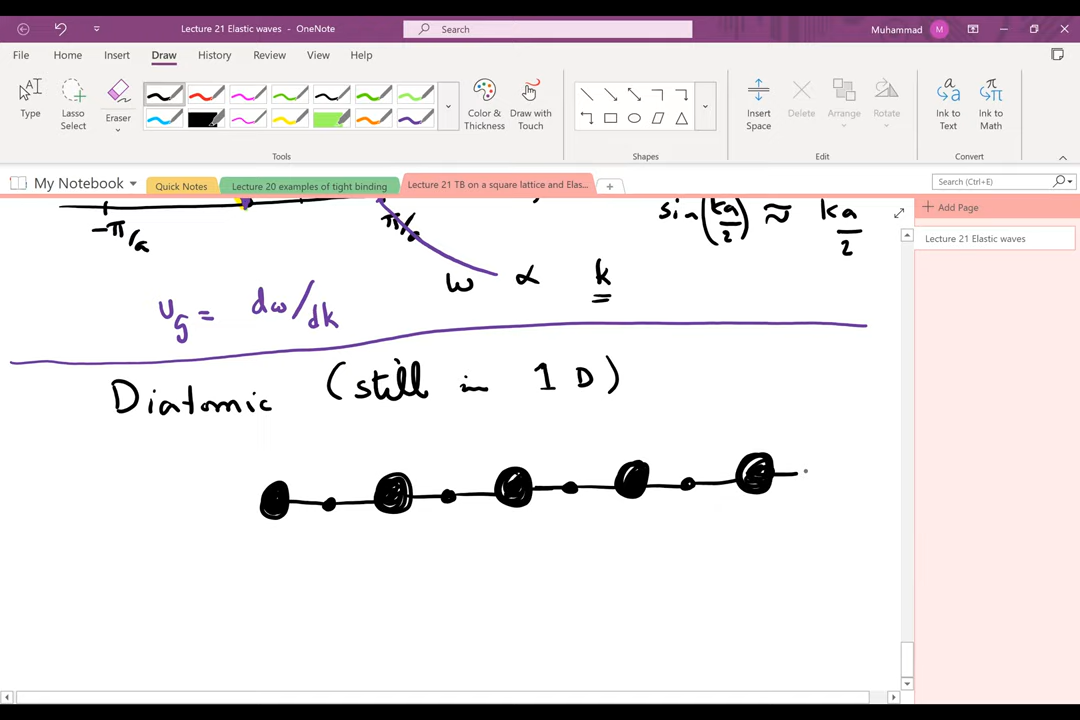 Lecture 21 Elastic waves - OneNote
Search
Muhammad
M
File Home Insert Draw History Review View Help
Type
Lasso Select
Eraser
Color & Thickness
Draw with Touch
Insert Space
Delete
Arrange
Rotate
Ink to Text
Ink to Math
Tools
Shapes
Edit
Convert
My Notebook
Quick Notes
Lecture 20 examples of tight binding
Lecture 21 TB on a square lattice and Elas...
Search (Ctrl+E)
Add Page
Lecture 21 Elastic waves
-π/a
π/a
sin(ka/2) ≈ ka/2
ω ∝ k
vg = dω/dk
Diatomic (still in 1D)